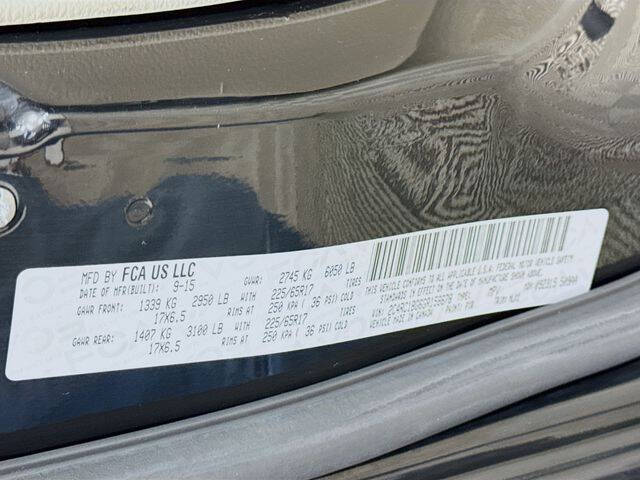 MFD BY FCA US LLC
DATE OF MFR(BUILT): 9-15 GVWR: 2745 KG 6050 LB
GAWR FRONT: 1339 KG 2950 LB WITH 225/65R17 TIRES
17X6.5 RIMS AT 250 KPA ( 36 PSI) COLD
GAWR REAR: 1407 KG 3100 LB WITH 225/65R17 TIRES
17X6.5 RIMS AT 250 KPA ( 36 PSI) COLD
THIS VEHICLE CONFORMS TO ALL APPLICABLE U.S.A. FEDERAL MOTOR VEHICLE SAFETY
STANDARDS IN EFFECT ON THE DATE OF MANUFACTURE SHOWN ABOVE.
VIN: TYPE:
MADE IN CANADA PAINT: TRIM: